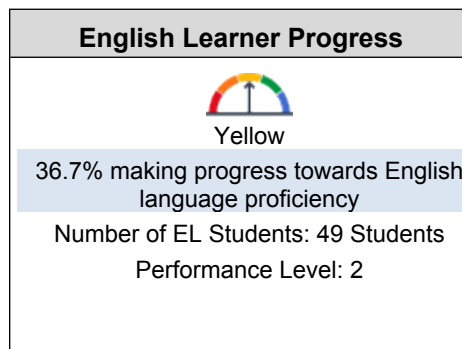 English Learner Progress
Yellow
36.7% making progress towards English
language proficiency
Number of EL Students: 49 Students
Performance Level: 2